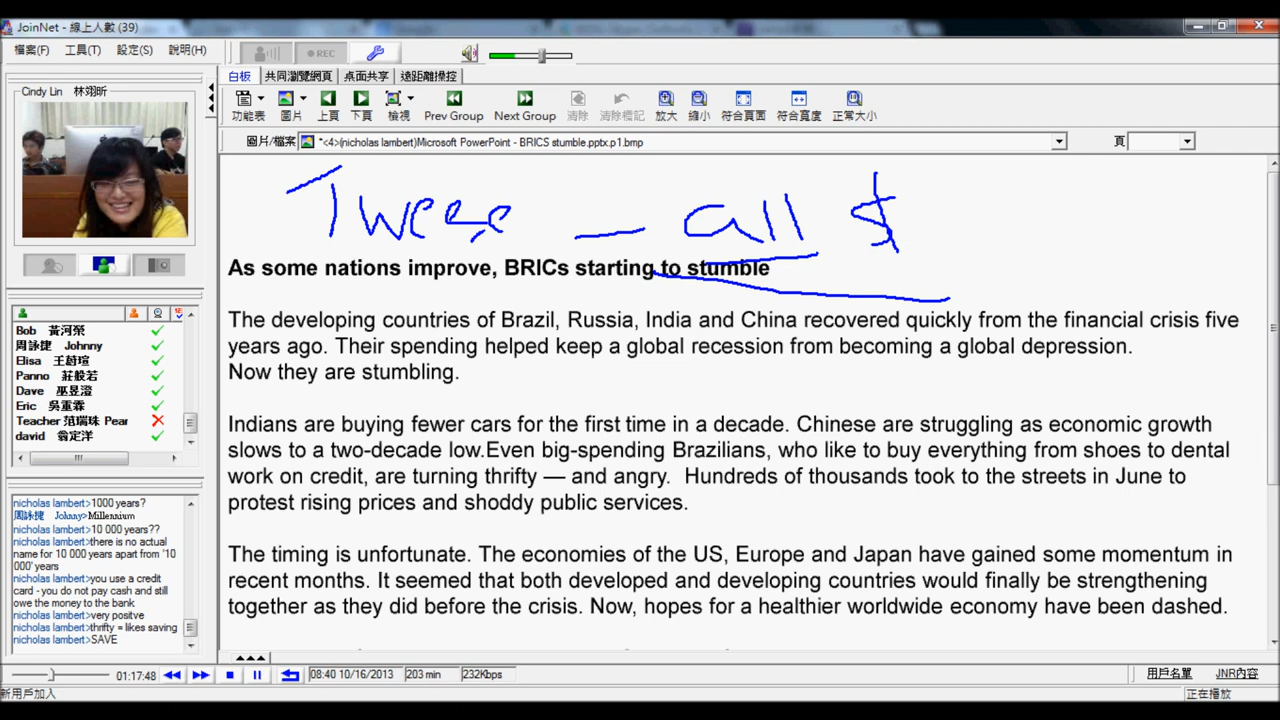 JoinNet - 線上人數 (39)
檔案(F) 工具(T) 設定(S) 說明(H)
REC
Cindy Lin 林翊昕
白板 共同瀏覽網頁 桌面共享 遠距離操控
功能表 圖片 上頁 下頁 檢視 Prev Group Next Group 清除 清除標記 放大 縮小 符合頁面 符合寬度 正常大小
圖片/檔案 *<4>(nicholas lambert)Microsoft PowerPoint - BRICS stumble.pptx.p1.bmp 頁
all $
As some nations improve, BRICs starting to stumble
The developing countries of Brazil, Russia, India and China recovered quickly from the financial crisis five
years ago. Their spending helped keep a global recession from becoming a global depression.
Now they are stumbling.
Indians are buying fewer cars for the first time in a decade. Chinese are struggling as economic growth
slows to a two-decade low.Even big-spending Brazilians, who like to buy everything from shoes to dental
work on credit, are turning thrifty — and angry. Hundreds of thousands took to the streets in June to
protest rising prices and shoddy public services.
The timing is unfortunate. The economies of the US, Europe and Japan have gained some momentum in
recent months. It seemed that both developed and developing countries would finally be strengthening
together as they did before the crisis. Now, hopes for a healthier worldwide economy have been dashed.
Bob 黃河榮
周詠捷 Johnny
Elisa 王蔚瑄
Panno 莊般若
Dave 巫昱澄
Eric 吳重霖
Teacher 范瑞珠 Pear
david 翁定洋
nicholas lambert>1000 years?
周詠捷 Johnny>Millennium
nicholas lambert>10 000 years??
nicholas lambert>there is no actual
name for 10 000 years apart from '10
000' years
nicholas lambert>you use a credit
card - you do not pay cash and still
owe the money to the bank
nicholas lambert>very positve
nicholas lambert>thrifty = likes saving
nicholas lambert>SAVE
01:17:48 08:40 10/16/2013 203 min 232Kbps 用戶名單 JNR內容
新用戶加入 正在播放